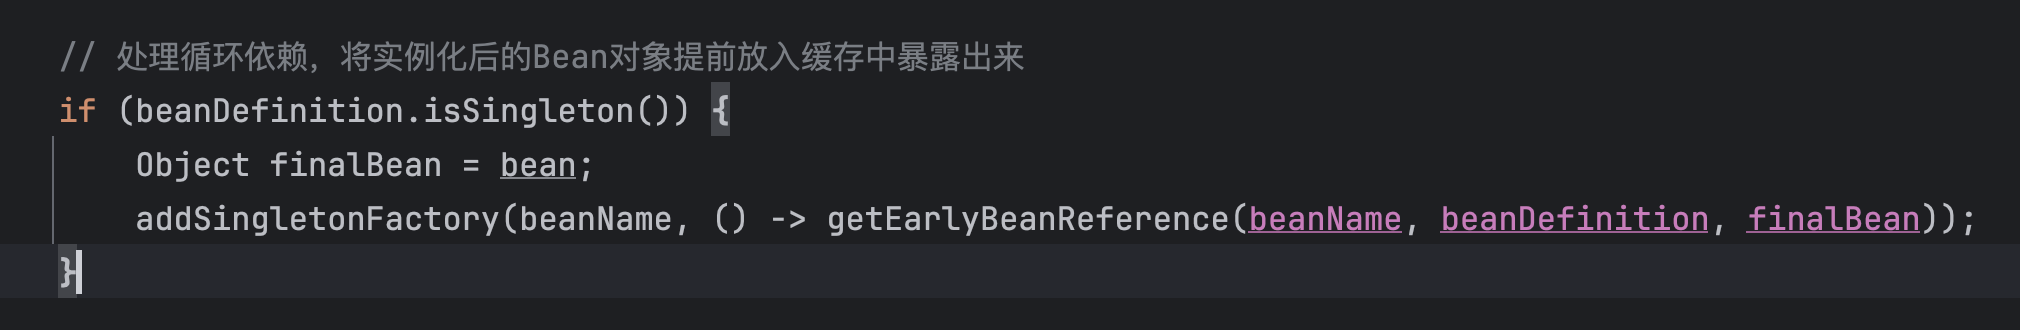 // 处理循环依赖，将实例化后的Bean对象提前放入缓存中暴露出来
if (beanDefinition.isSingleton()) {
    Object finalBean = bean;
    addSingletonFactory(beanName, () -> getEarlyBeanReference(beanName, beanDefinition, finalBean));
}